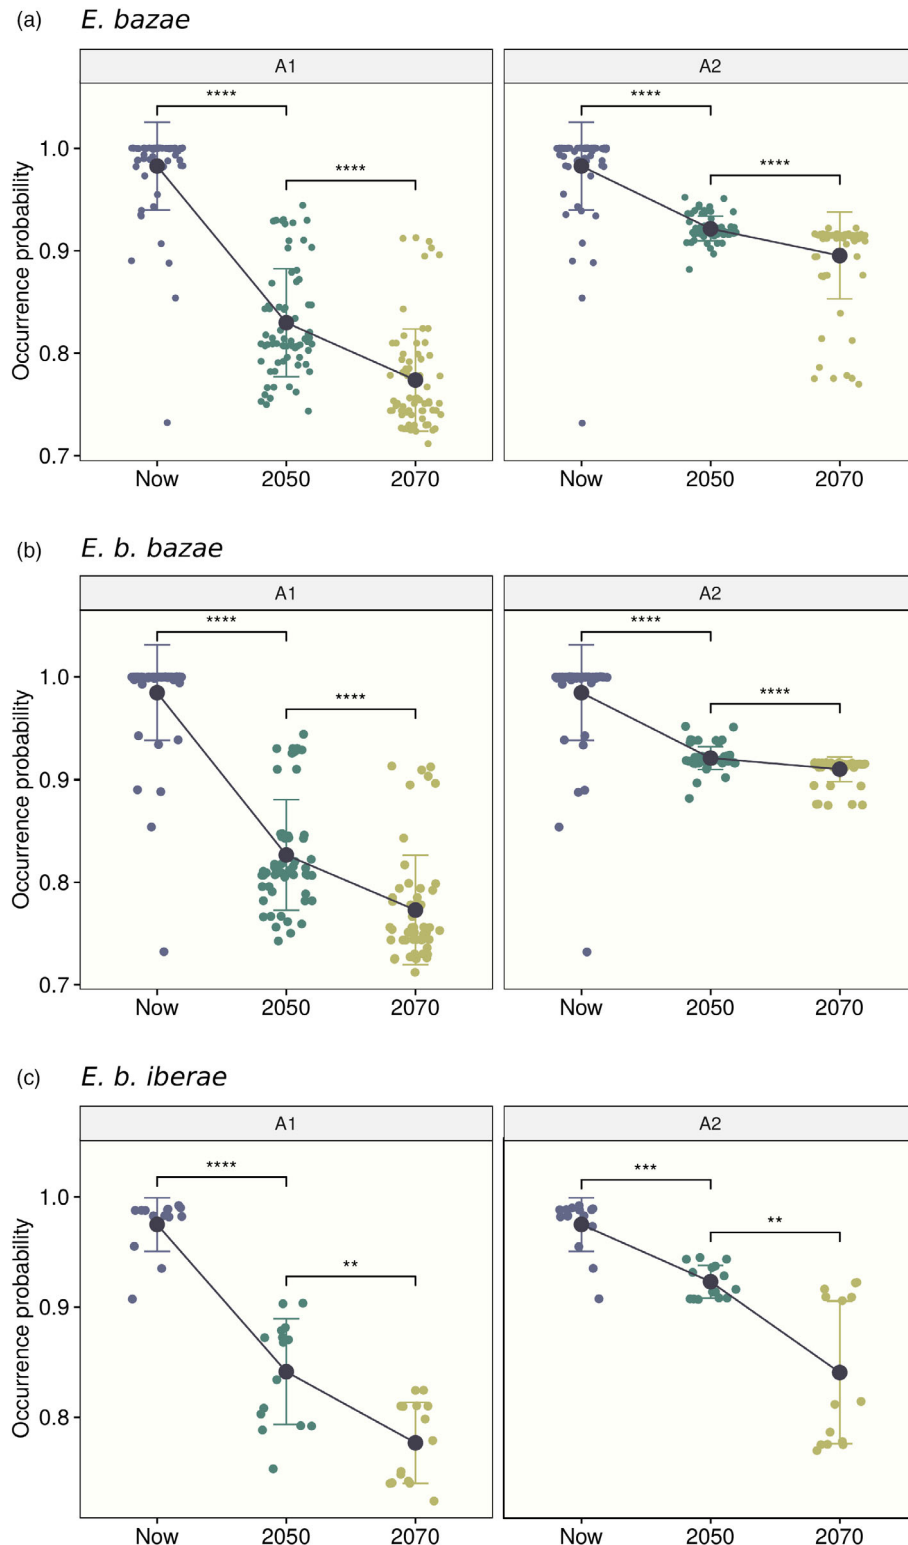 (a) E. bazae
A1 A2
**** ****
**** ****
1.0
0.9
0.8
0.7
Occurrence probability
Now 2050 2070 Now 2050 2070
(b) E. b. bazae
A1 A2
**** ****
**** ****
1.0
0.9
0.8
0.7
Occurrence probability
Now 2050 2070 Now 2050 2070
(c) E. b. iberae
A1 A2
**** ***
** **
1.0
0.9
0.8
Occurrence probability
Now 2050 2070 Now 2050 2070